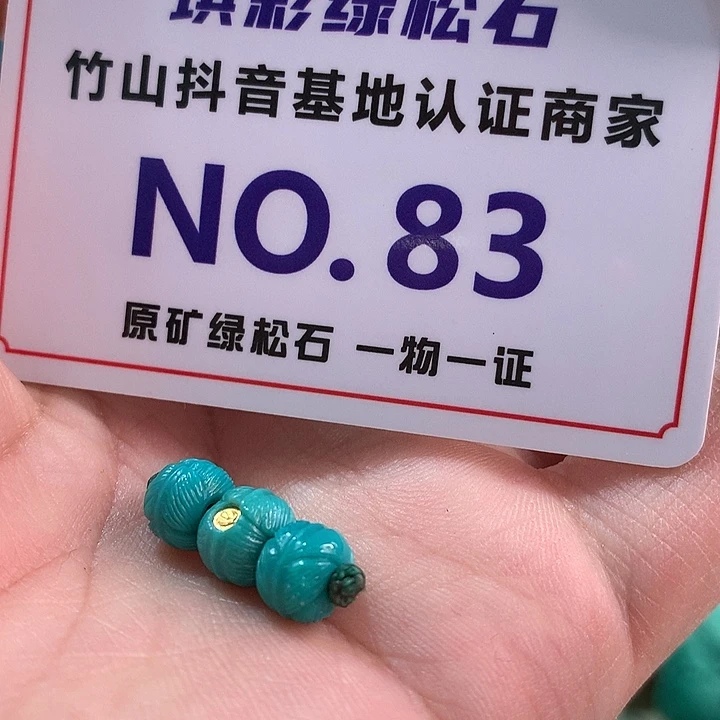 琪彩绿松石
竹山抖音基地认证商家
NO.83
原矿绿松石 一物一证